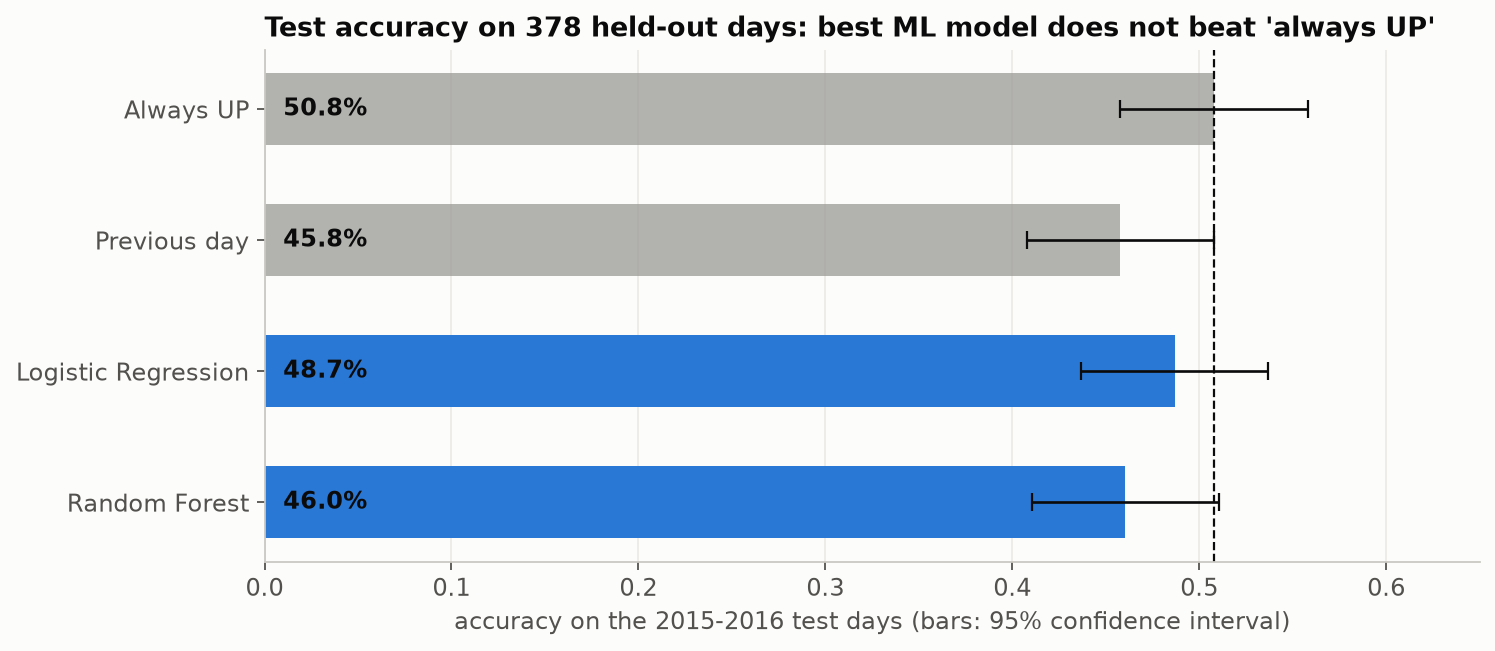 Test accuracy on 378 held-out days: best ML model does not beat 'always UP'
Always UP
50.8%
Previous day
45.8%
Logistic Regression
48.7%
Random Forest
46.0%
0.0 0.1 0.2 0.3 0.4 0.5 0.6
accuracy on the 2015-2016 test days (bars: 95% confidence interval)